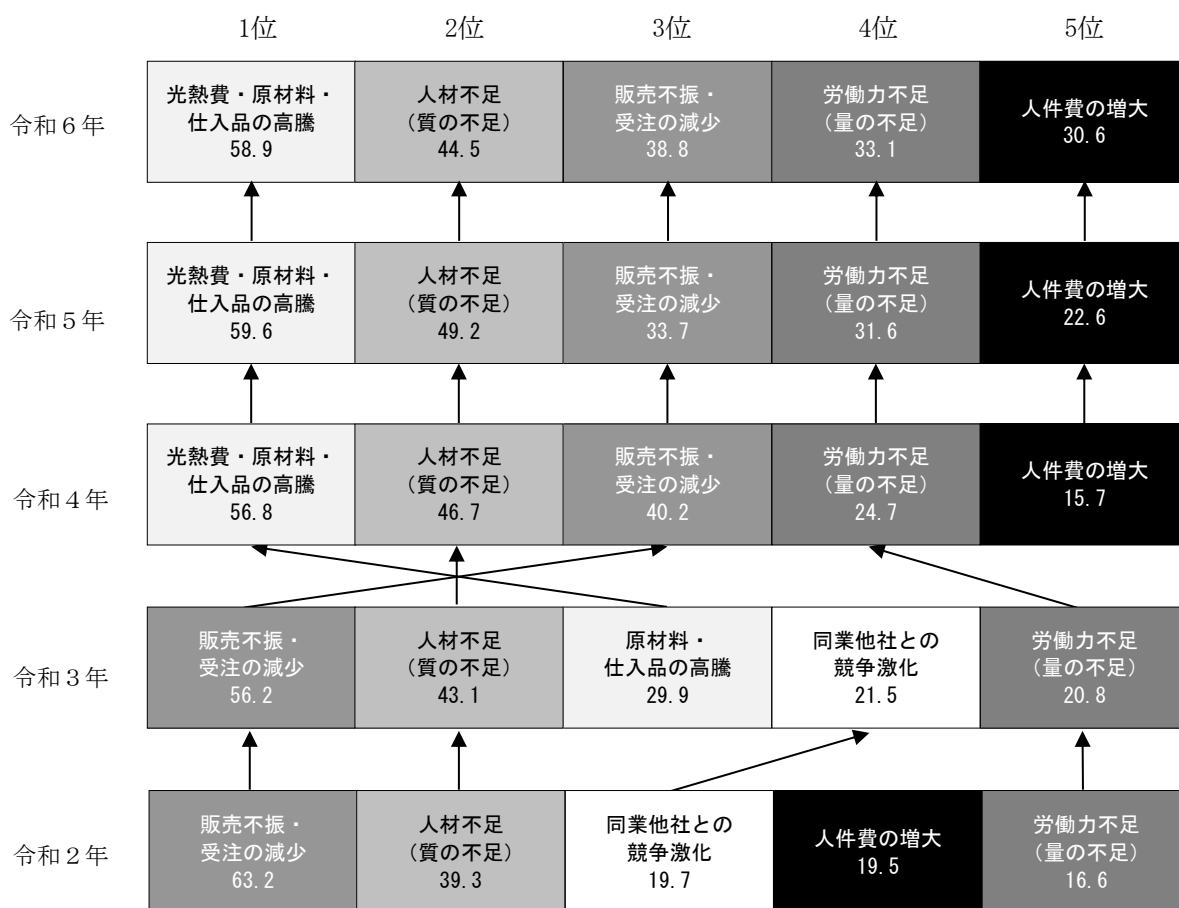 1位 2位 3位 4位 5位
令和６年
光熱費・原材料・
仕入品の高騰
58.9
人材不足
(質の不足)
44.5
販売不振・
受注の減少
38.8
労働力不足
(量の不足)
33.1
人件費の増大
30.6
令和５年
光熱費・原材料・
仕入品の高騰
59.6
人材不足
(質の不足)
49.2
販売不振・
受注の減少
33.7
労働力不足
(量の不足)
31.6
人件費の増大
22.6
令和４年
光熱費・原材料・
仕入品の高騰
56.8
人材不足
(質の不足)
46.7
販売不振・
受注の減少
40.2
労働力不足
(量の不足)
24.7
人件費の増大
15.7
令和３年
販売不振・
受注の減少
56.2
人材不足
(質の不足)
43.1
原材料・
仕入品の高騰
29.9
同業他社との
競争激化
21.5
労働力不足
(量の不足)
20.8
令和２年
販売不振・
受注の減少
63.2
人材不足
(質の不足)
39.3
同業他社との
競争激化
19.7
人件費の増大
19.5
労働力不足
(量の不足)
16.6